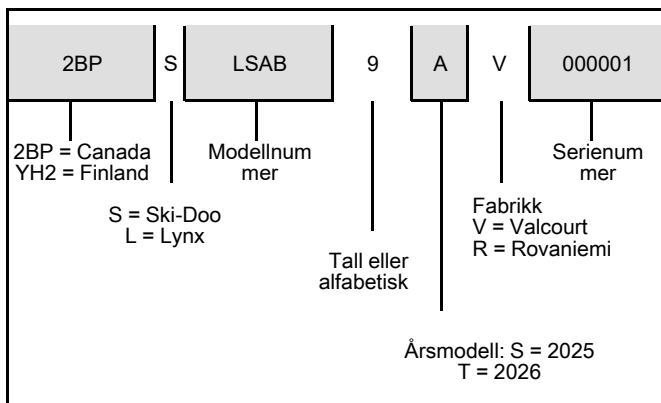 2BP S LSAB 9 A V 000001
2BP = Canada
YH2 = Finland
Modellnum
mer
Serienum
mer
S = Ski-Doo
L = Lynx
Fabrikk
V = Valcourt
R = Rovaniemi
Tall eller
alfabetisk
Årsmodell: S = 2025
T = 2026